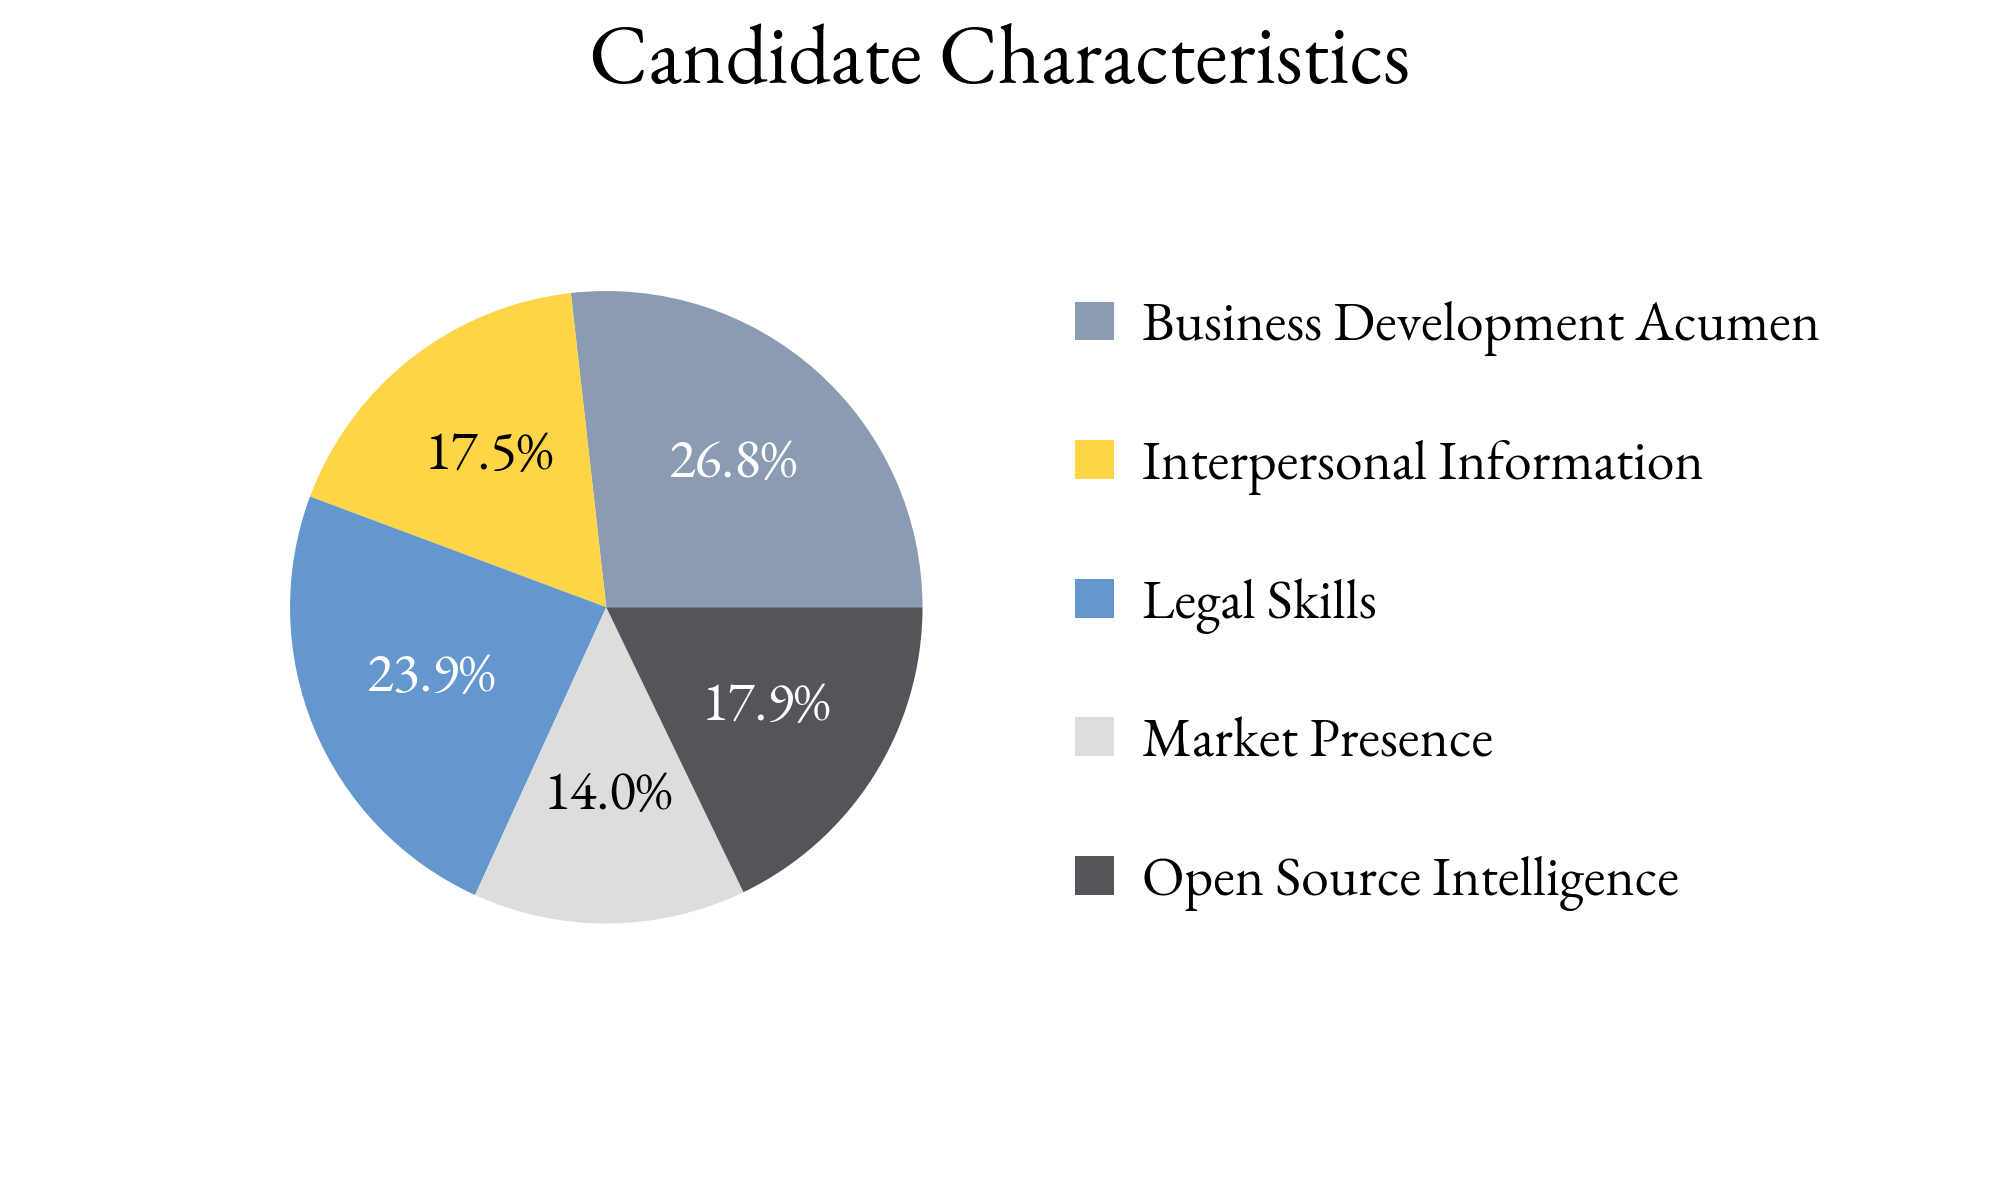 Candidate Characteristics
17.5%
26.8%
23.9%
17.9%
14.0%
Business Development Acumen
Interpersonal Information
Legal Skills
Market Presence
Open Source Intelligence